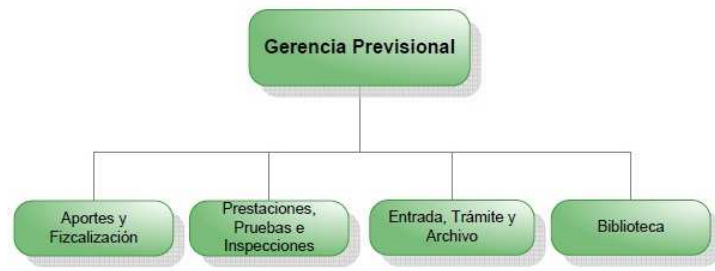 Gerencia Previsional
Aportes y
Fizcalización
Prestaciones,
Pruebas e
Inspecciones
Entrada, Trámite y
Archivo
Biblioteca